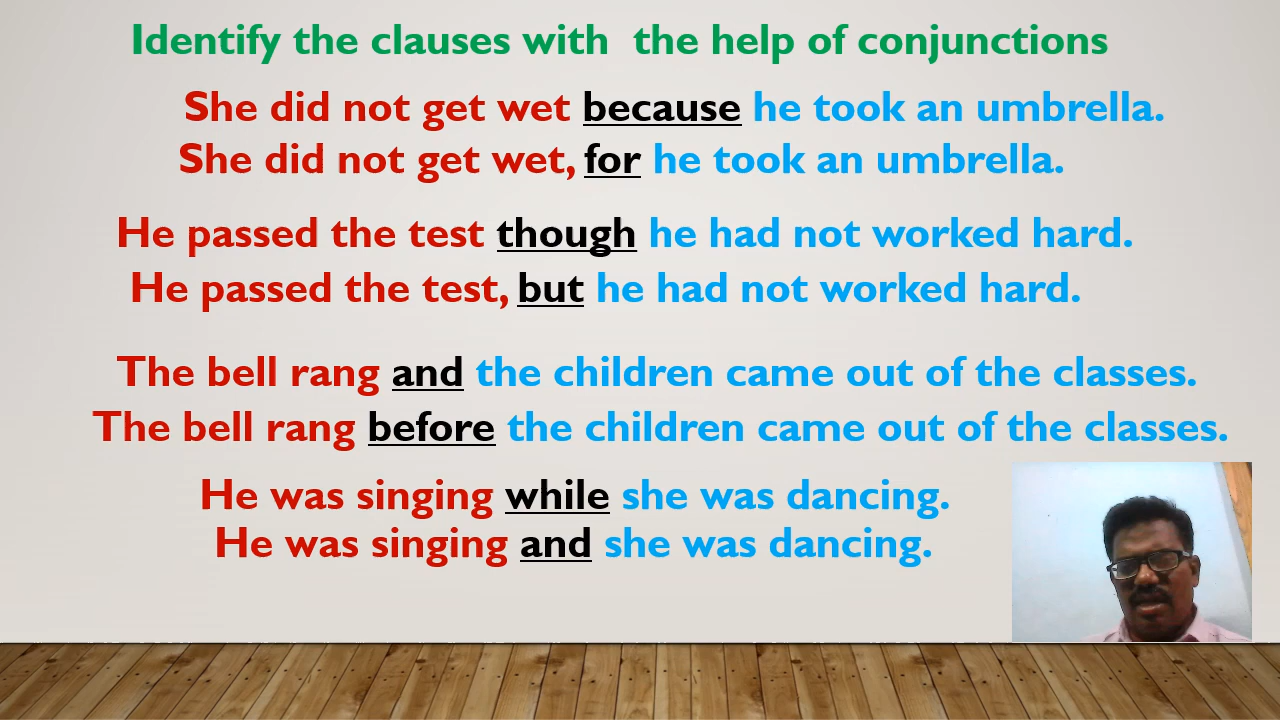 Identify the clauses with the help of conjunctions
She did not get wet because he took an umbrella.
She did not get wet, for he took an umbrella.
He passed the test though he had not worked hard.
He passed the test, but he had not worked hard.
The bell rang and the children came out of the classes.
The bell rang before the children came out of the classes.
He was singing while she was dancing.
He was singing and she was dancing.